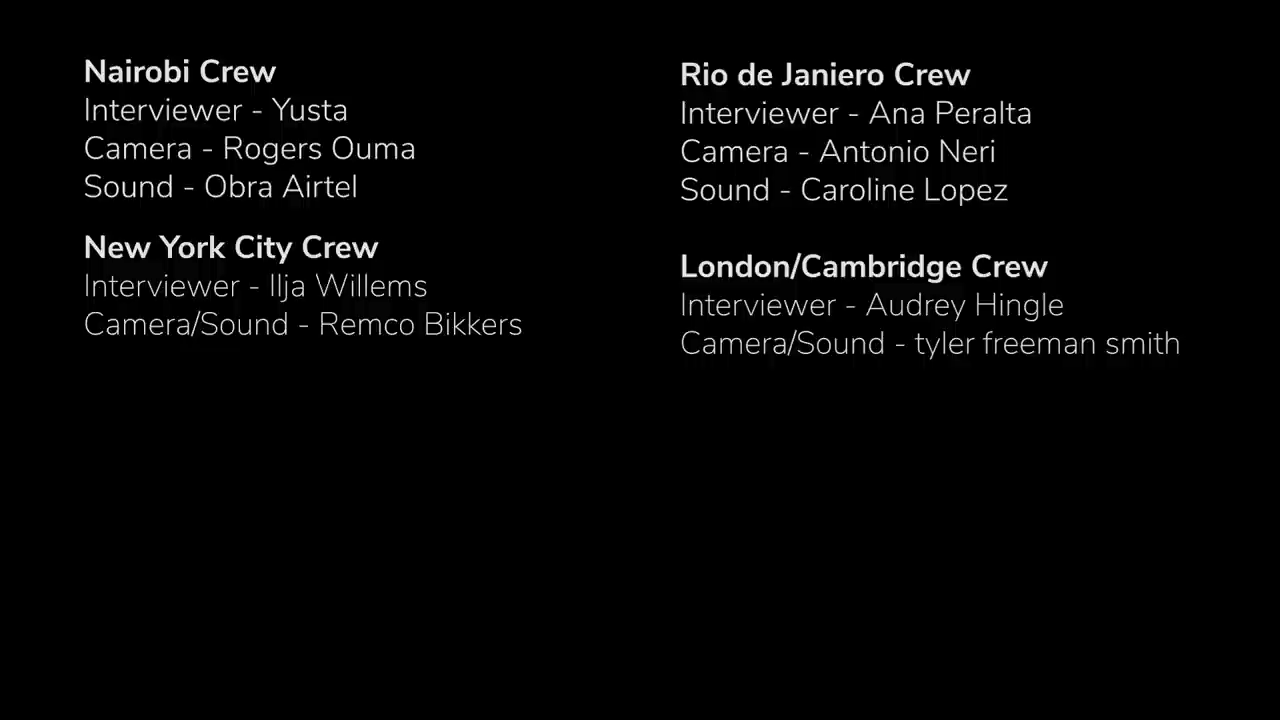 Nairobi Crew
Interviewer - Yusta
Camera - Rogers Ouma
Sound - Obra Airtel
New York City Crew
Interviewer - Ilja Willems
Camera/Sound - Remco Bikkers
Rio de Janiero Crew
Interviewer - Ana Peralta
Camera - Antonio Neri
Sound - Caroline Lopez
London/Cambridge Crew
Interviewer - Audrey Hingle
Camera/Sound - tyler freeman smith